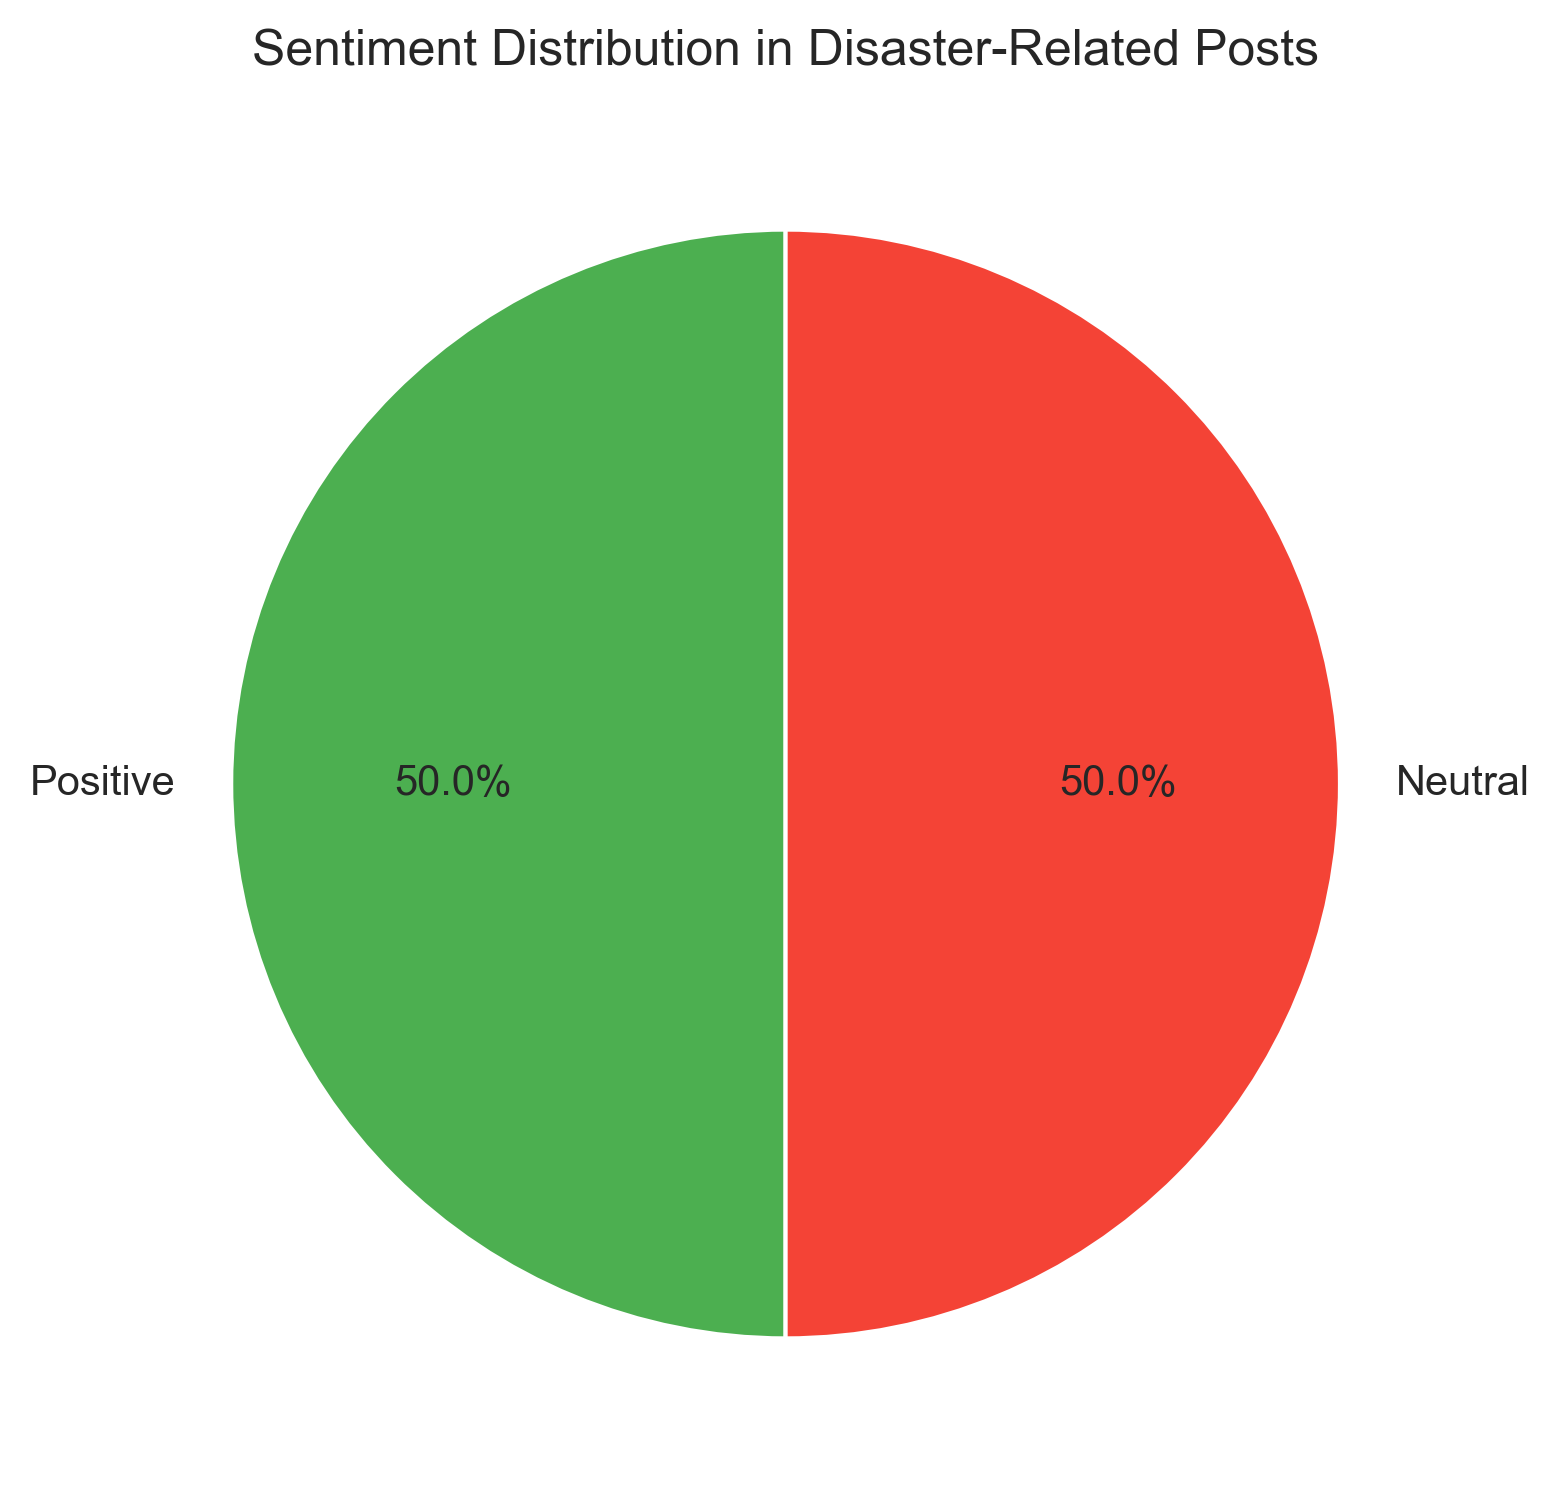 Sentiment Distribution in Disaster-Related Posts
Positive
50.0%
50.0%
Neutral